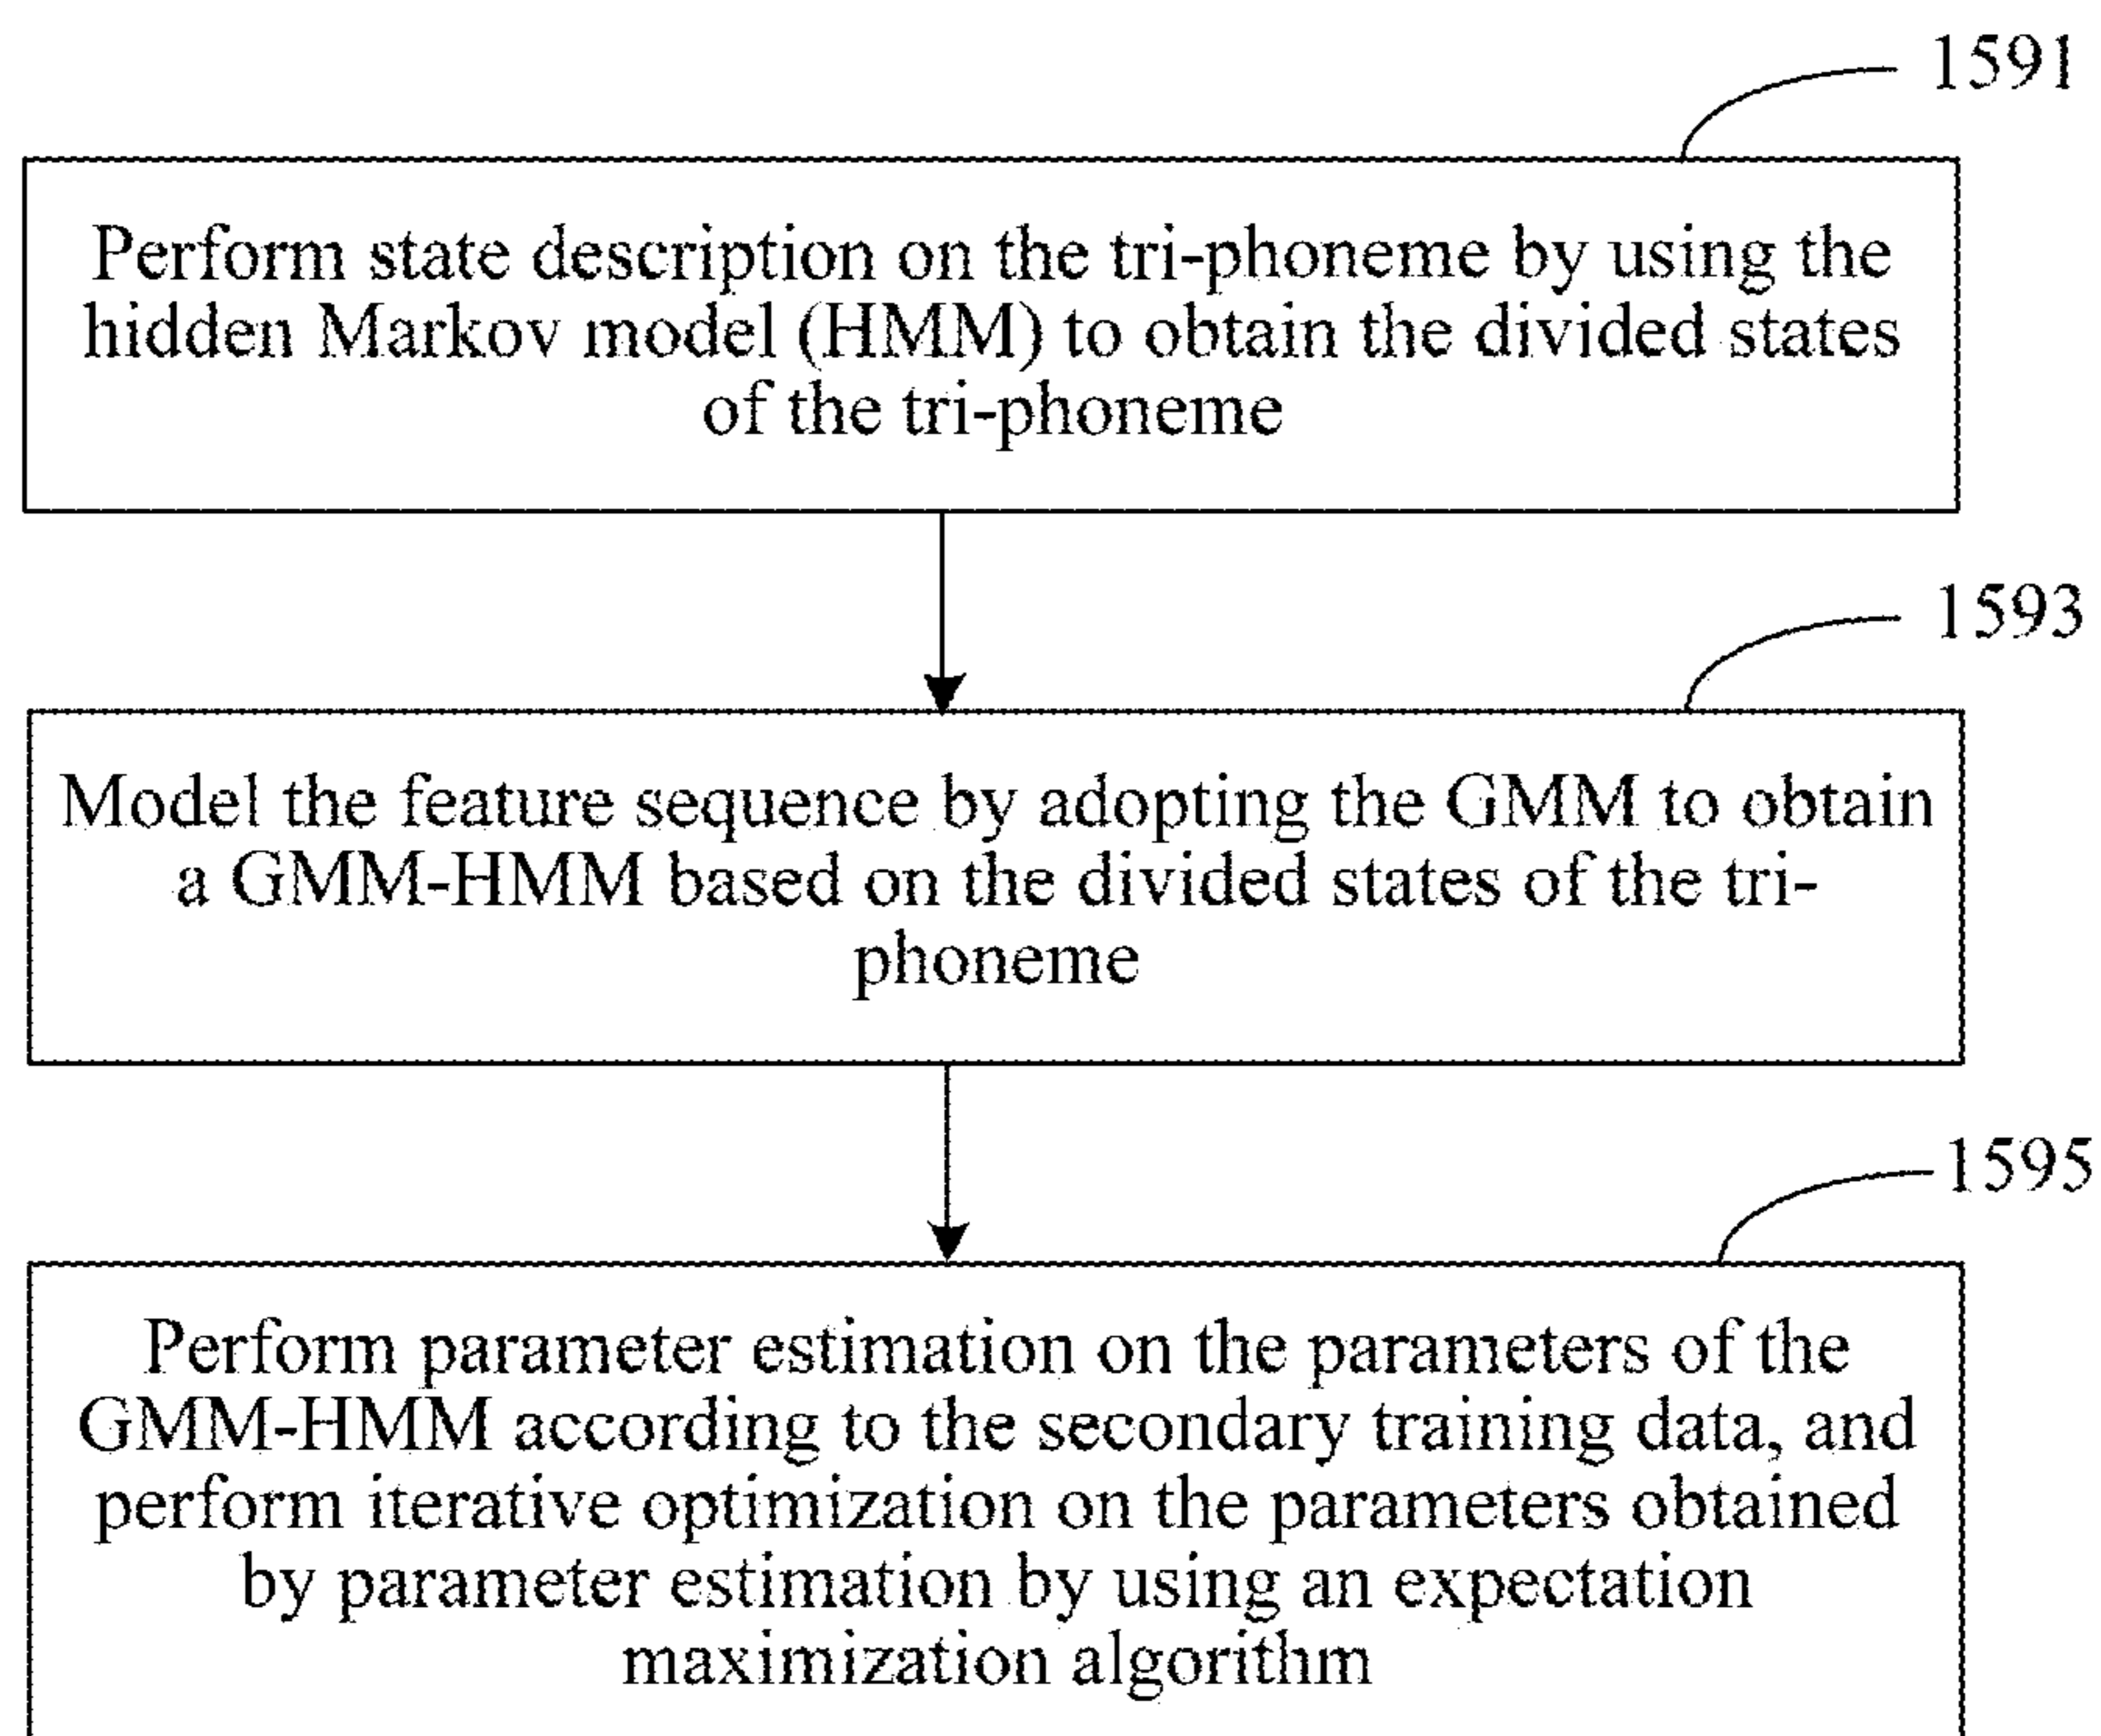 1591
Perform state description on the tri-phoneme by using the
hidden Markov model (HMM) to obtain the divided states
of the tri-phoneme
1593
Model the feature sequence by adopting the GMM to obtain
a GMM-HMM based on the divided states of the tri-
phoneme
1595
Perform parameter estimation on the parameters of the
GMM-HMM according to the secondary training data, and
perform iterative optimization on the parameters obtained
by parameter estimation by using an expectation
maximization algorithm